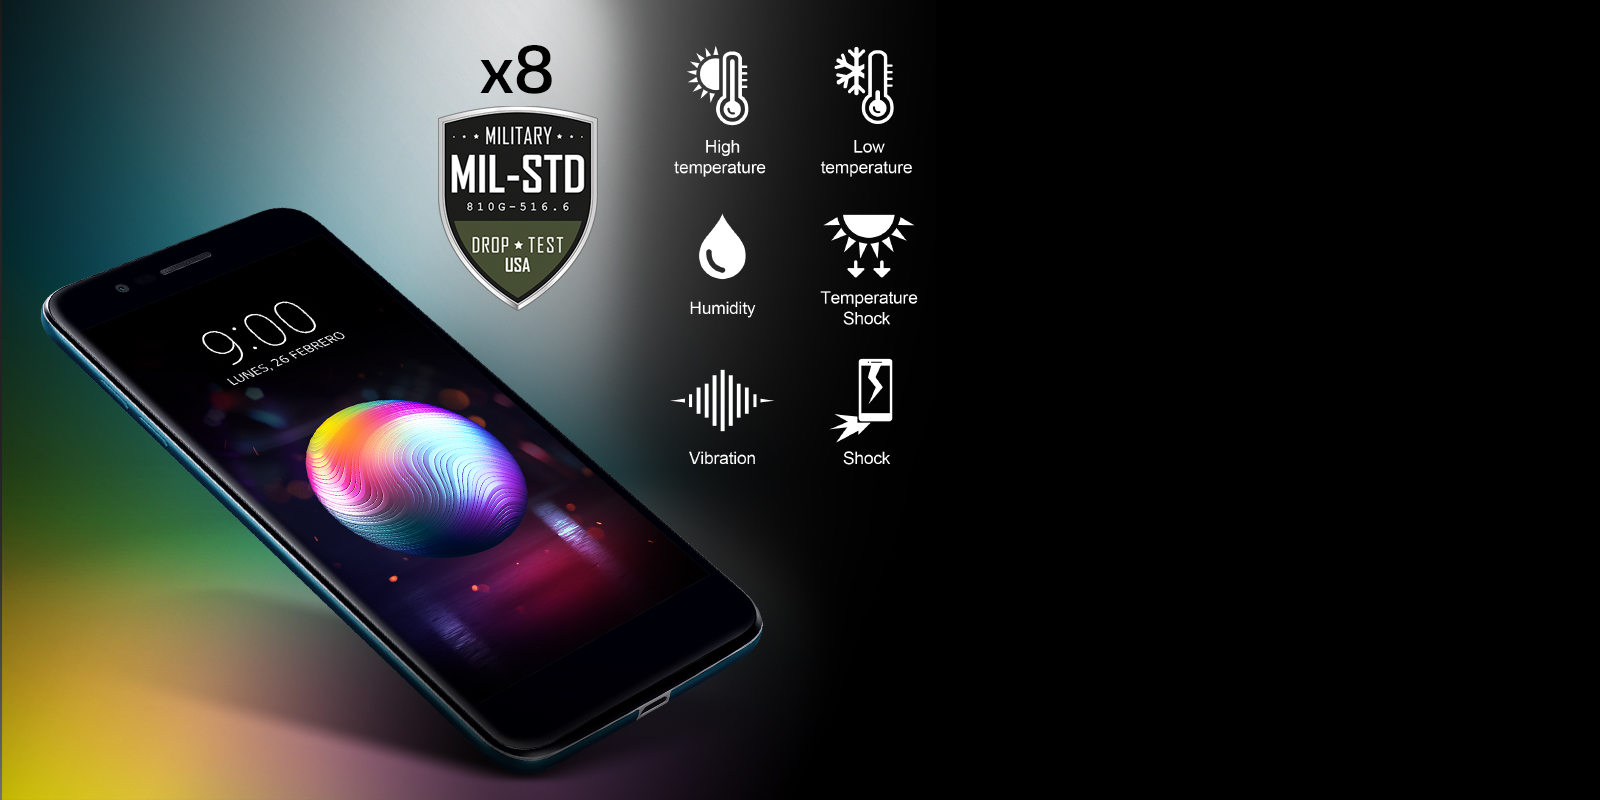 x8
MILITARY
MIL-STD
810G-516.6
DROP ★ TEST
USA
High
temperature
Low
temperature
Humidity
Temperature
Shock
Vibration
Shock
9:00
LUNES, 26 FEBRERO